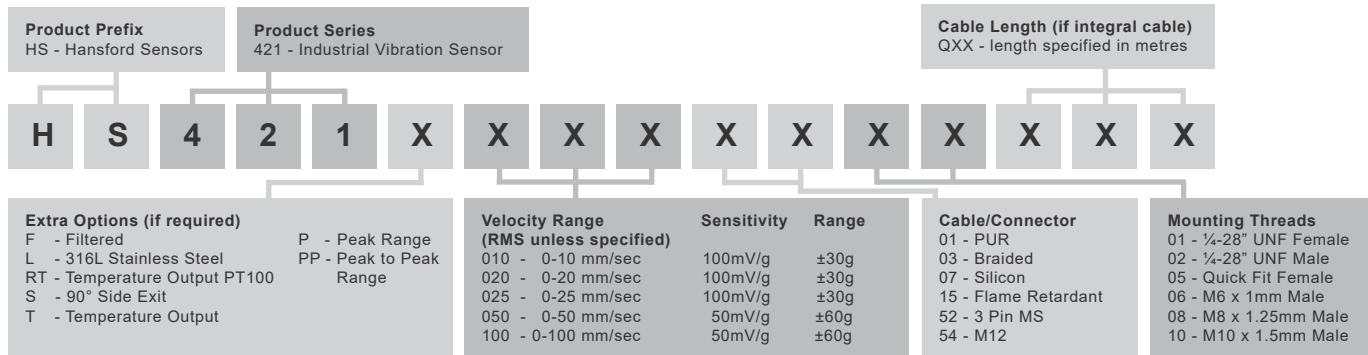 Product Prefix
HS - Hansford Sensors
Product Series
421 - Industrial Vibration Sensor
Cable Length (if integral cable)
QXX - length specified in metres
H S 4 2 1 X X X X X X X X X X X
Extra Options (if required)
F - Filtered
L - 316L Stainless Steel
RT - Temperature Output PT100
S - 90° Side Exit
T - Temperature Output
P - Peak Range
PP - Peak to Peak
Range
Velocity Range Sensitivity Range
(RMS unless specified)
010 - 0-10 mm/sec 100mV/g ±30g
020 - 0-20 mm/sec 100mV/g ±30g
025 - 0-25 mm/sec 100mV/g ±30g
050 - 0-50 mm/sec 50mV/g ±60g
100 - 0-100 mm/sec 50mV/g ±60g
Cable/Connector
01 - PUR
03 - Braided
07 - Silicon
15 - Flame Retardant
52 - 3 Pin MS
54 - M12
Mounting Threads
01 - ¼-28” UNF Female
02 - ¼-28” UNF Male
05 - Quick Fit Female
06 - M6 x 1mm Male
08 - M8 x 1.25mm Male
10 - M10 x 1.5mm Male